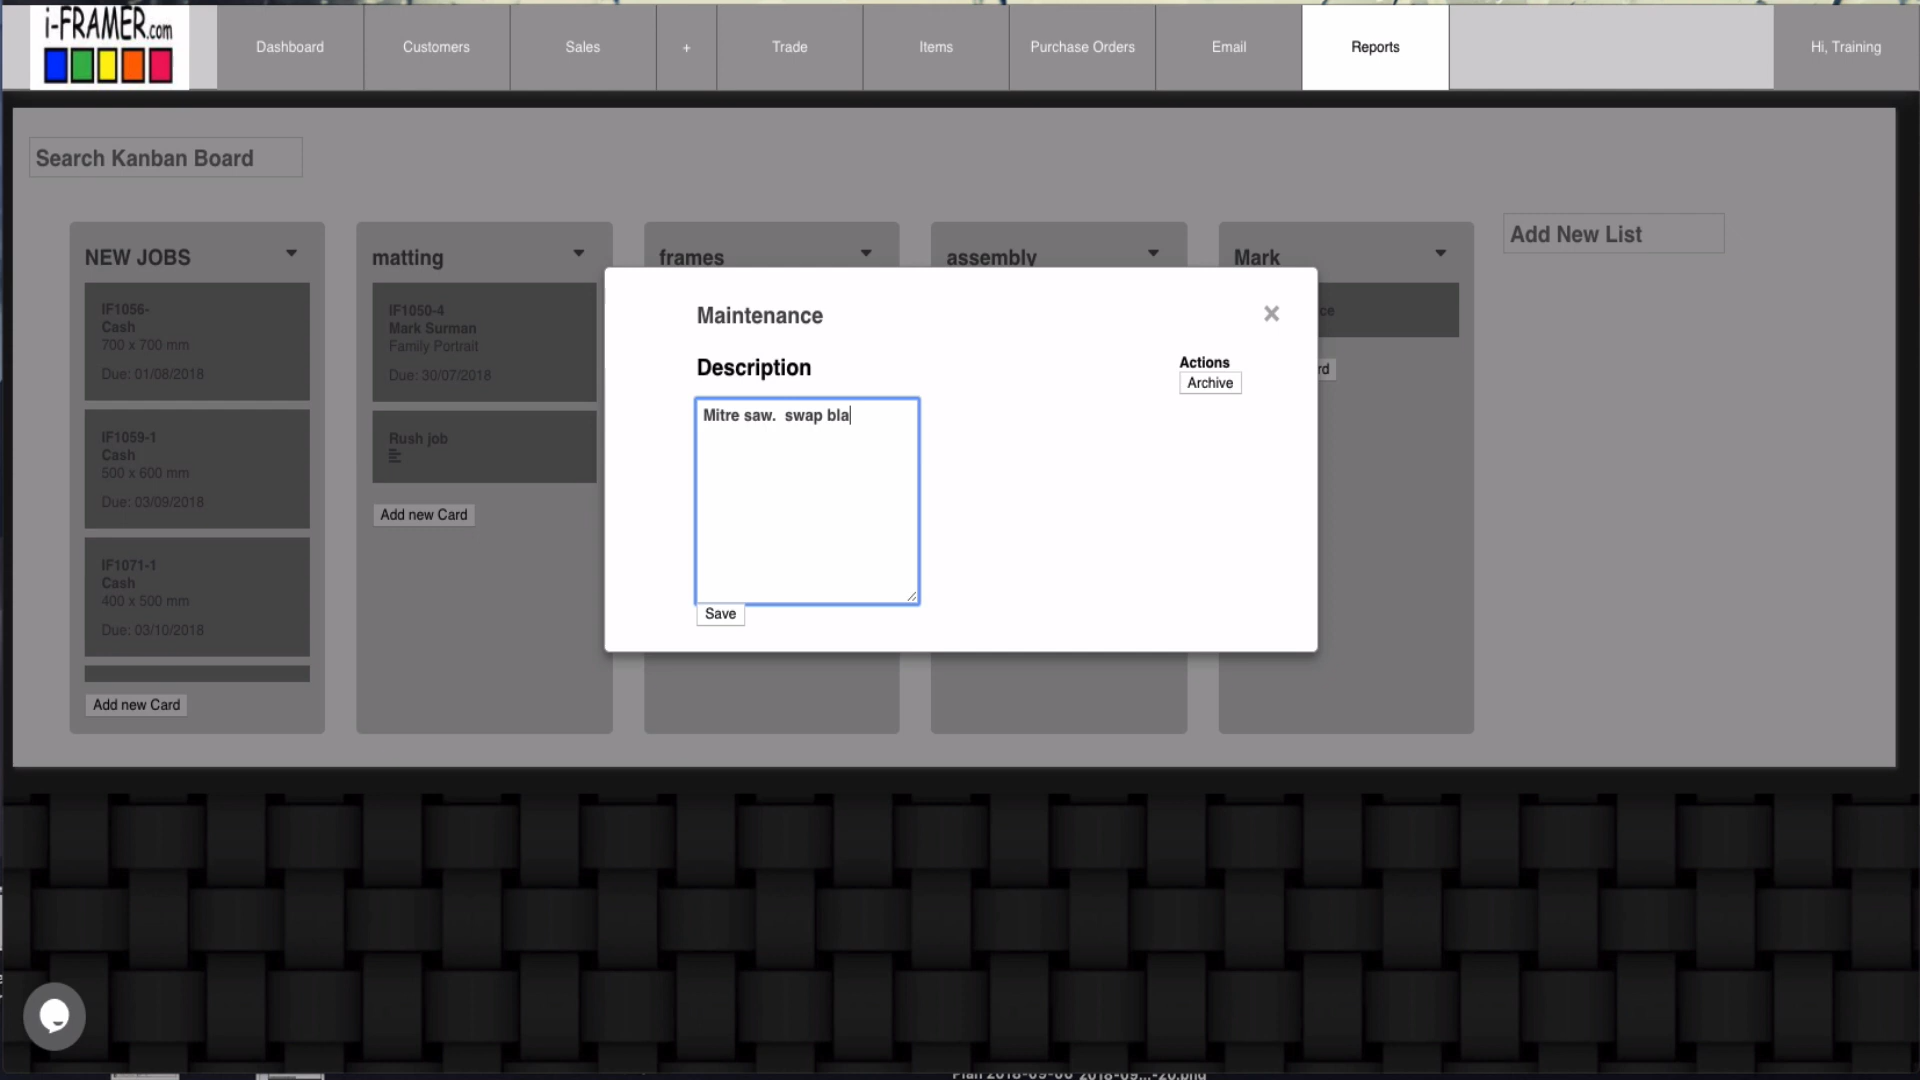 i-FRAMER.com
Dashboard
Customers
Sales
+
Trade
Items
Purchase Orders
Email
Reports
Hi, Training
Search Kanban Board
NEW JOBS
IF1056-
Cash
700 x 700 mm
Due: 01/08/2018
IF1059-1
Cash
500 x 600 mm
Due: 03/09/2018
IF1071-1
Cash
400 x 500 mm
Due: 03/10/2018
Add new Card
matting
IF1050-4
Mark Surman
Family Portrait
Due: 30/07/2018
Rush job
Add new Card
frames
assembly
Mark
ce
rd
Add New List
Maintenance
×
Description
Mitre saw.  swap bla
Save
Actions
Archive